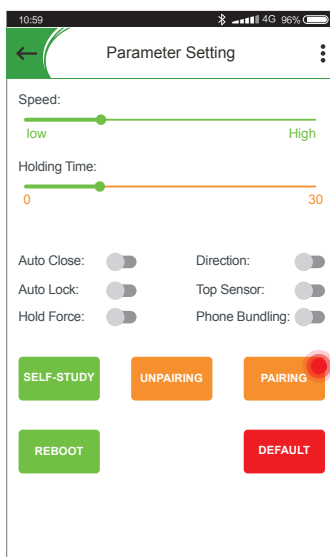 10:59 4G 96%
Parameter Setting
Speed:
low High
Holding Time:
0 30
Auto Close: Direction:
Auto Lock: Top Sensor:
Hold Force: Phone Bundling:
SELF-STUDY UNPAIRING PAIRING
REBOOT DEFAULT